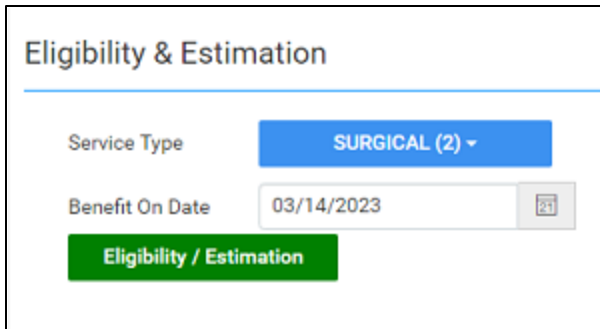 Eligibility & Estimation
Service Type SURGICAL (2)
Benefit On Date 03/14/2023 21
Eligibility / Estimation